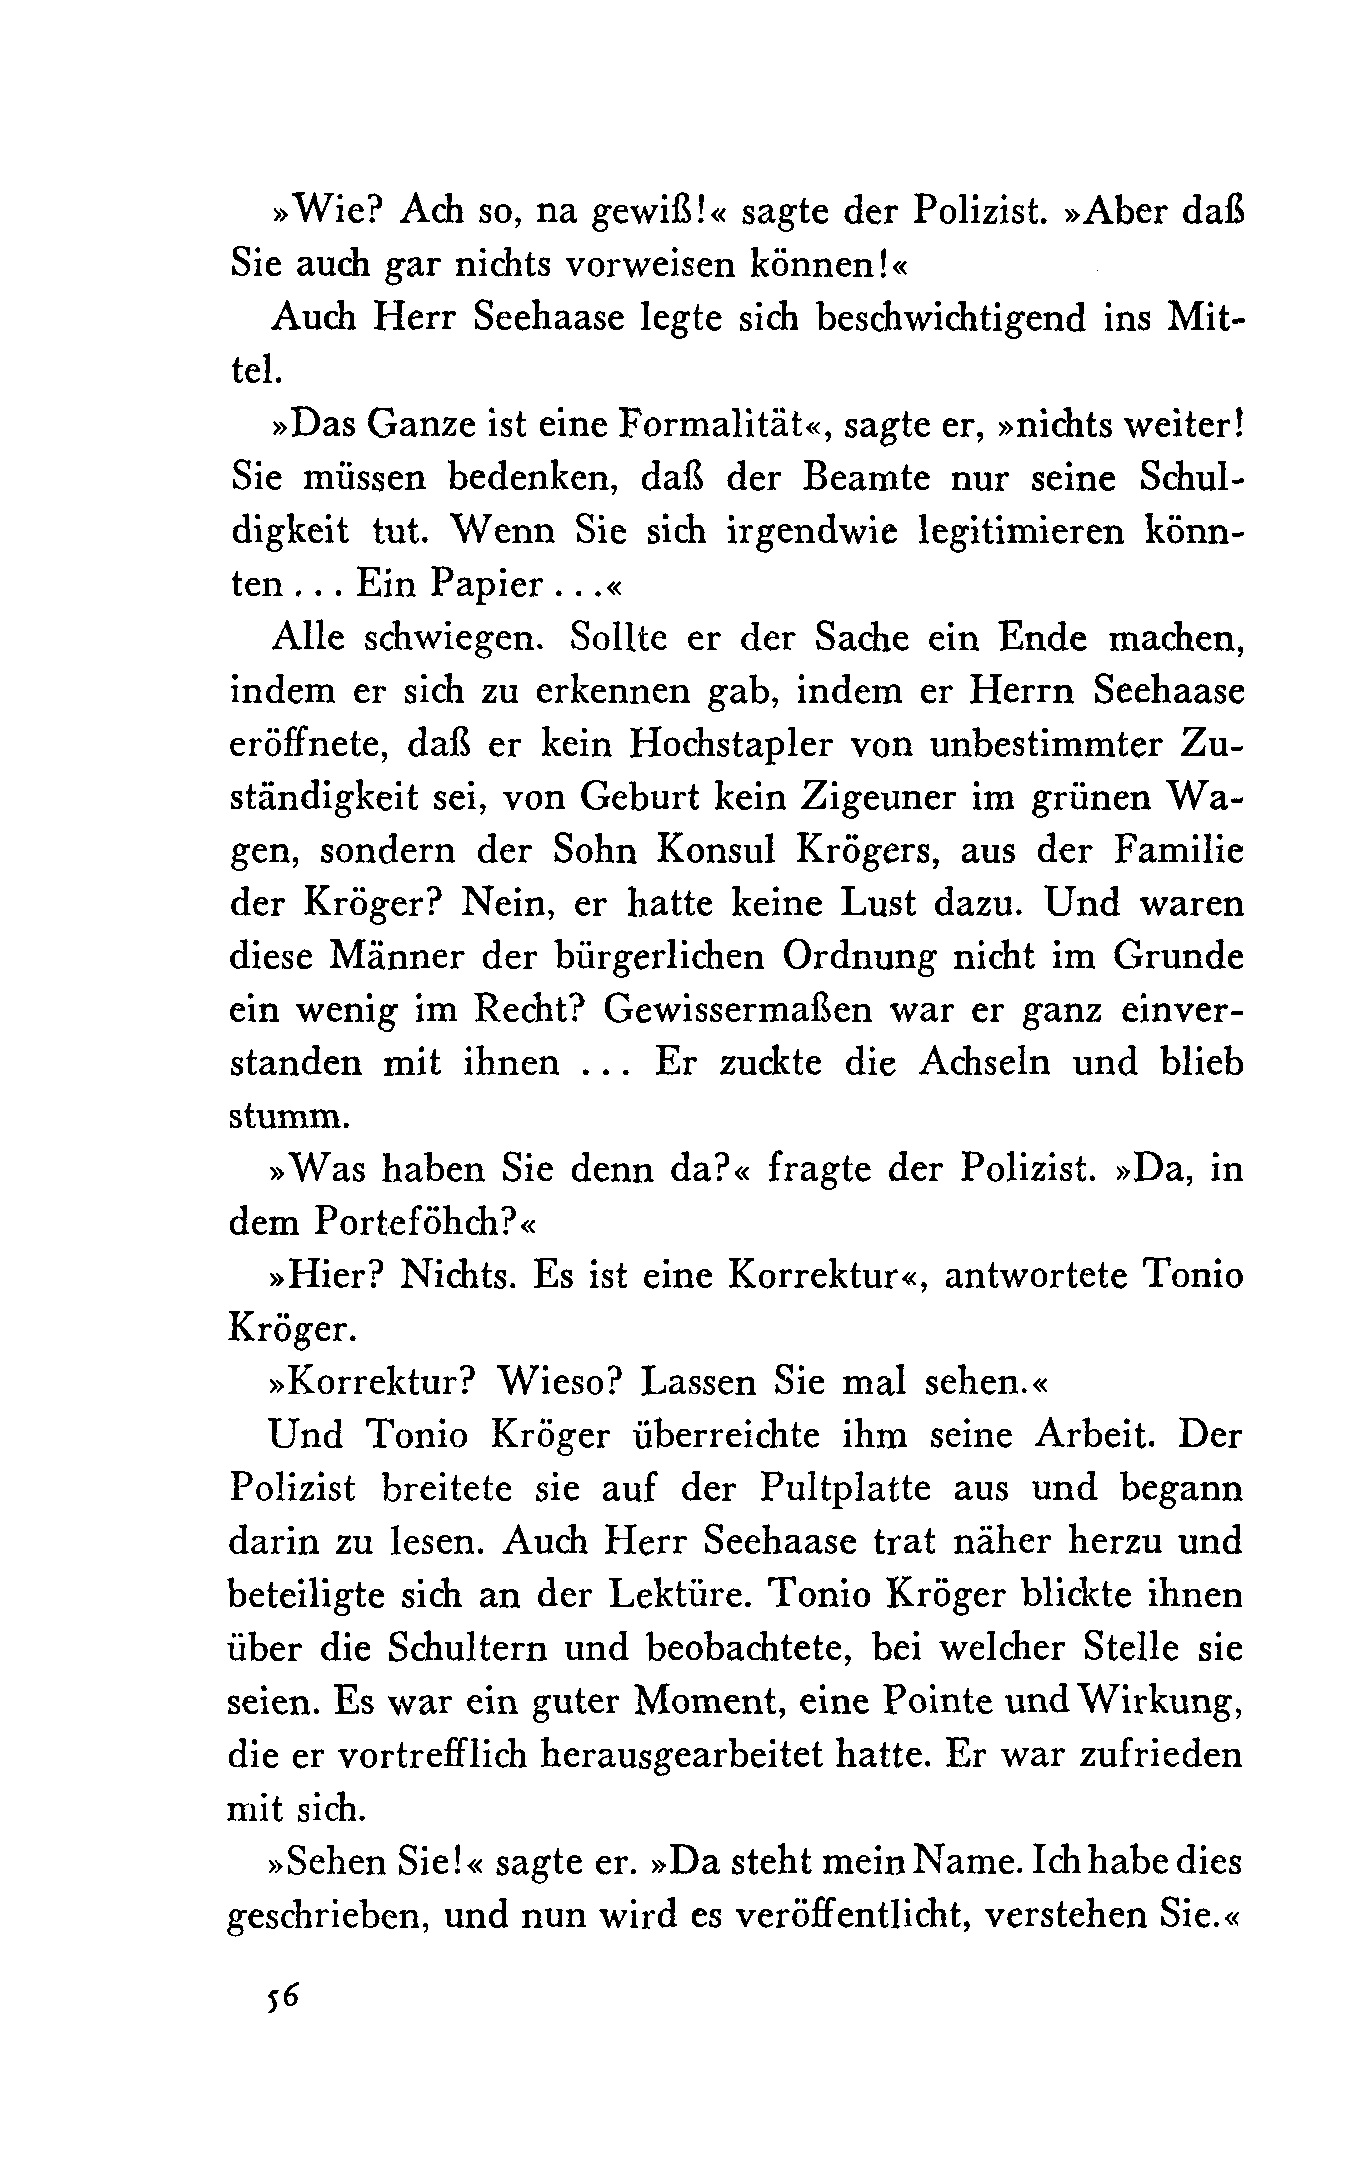 »Wie? Ach so, na gewiß!« sagte der Polizist. »Aber daß
Sie auch gar nichts vorweisen können!«
Auch Herr Seehaase legte sich beschwichtigend ins Mit-
tel.
»Das Ganze ist eine Formalität«, sagte er, »nichts weiter!
Sie müssen bedenken, daß der Beamte nur seine Schul-
digkeit tut. Wenn Sie sich irgendwie legitimieren könn-
ten ... Ein Papier ...«
Alle schwiegen. Sollte er der Sache ein Ende machen,
indem er sich zu erkennen gab, indem er Herrn Seehaase
eröffnete, daß er kein Hochstapler von unbestimmter Zu-
ständigkeit sei, von Geburt kein Zigeuner im grünen Wa-
gen, sondern der Sohn Konsul Krögers, aus der Familie
der Kröger? Nein, er hatte keine Lust dazu. Und waren
diese Männer der bürgerlichen Ordnung nicht im Grunde
ein wenig im Recht? Gewissermaßen war er ganz einver-
standen mit ihnen ... Er zuckte die Achseln und blieb
stumm.
»Was haben Sie denn da?« fragte der Polizist. »Da, in
dem Porteföhch?«
»Hier? Nichts. Es ist eine Korrektur«, antwortete Tonio
Kröger.
»Korrektur? Wieso? Lassen Sie mal sehen.«
Und Tonio Kröger überreichte ihm seine Arbeit. Der
Polizist breitete sie auf der Pultplatte aus und begann
darin zu lesen. Auch Herr Seehaase trat näher herzu und
beteiligte sich an der Lektüre. Tonio Kröger blickte ihnen
über die Schultern und beobachtete, bei welcher Stelle sie
seien. Es war ein guter Moment, eine Pointe und Wirkung,
die er vortrefflich herausgearbeitet hatte. Er war zufrieden
mit sich.
»Sehen Sie!« sagte er. »Da steht mein Name. Ich habe dies
geschrieben, und nun wird es veröffentlicht, verstehen Sie.«
56